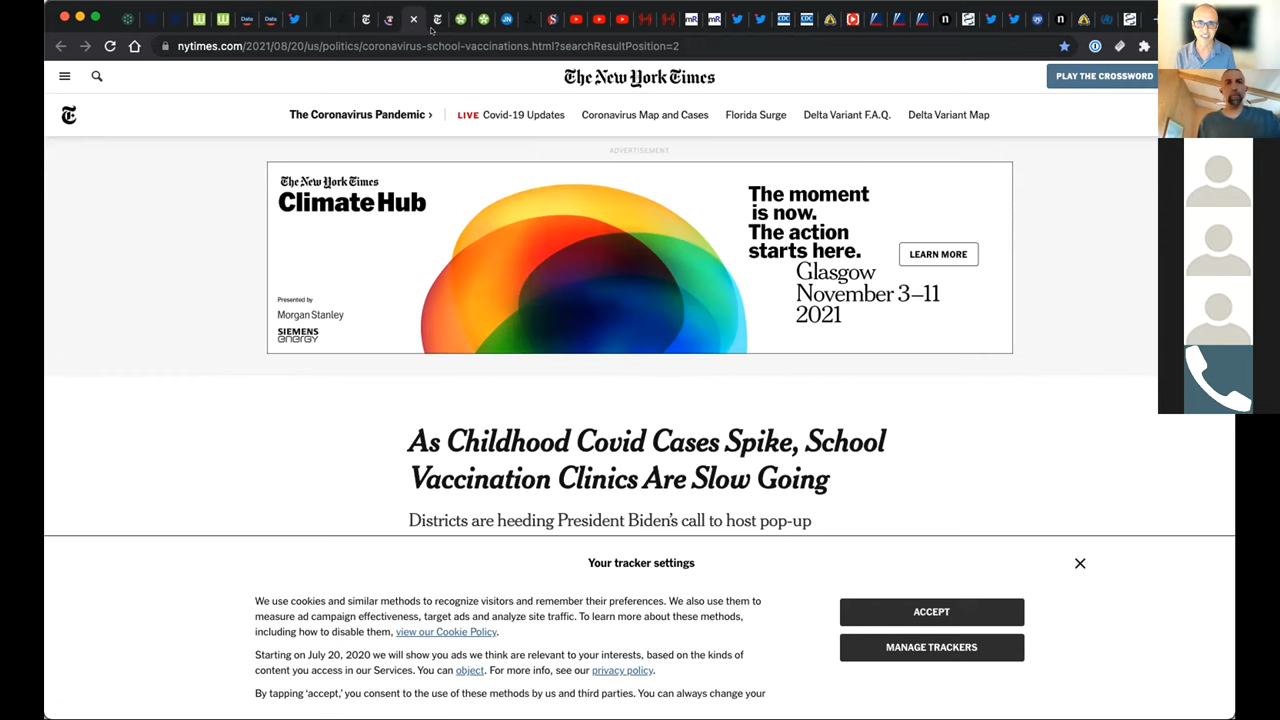 Data
Data
JN
mR
mR
CDC
CDC
nytimes.com/2021/08/20/us/politics/coronavirus-school-vaccinations.html?searchResultPosition=2
The New York Times
PLAY THE CROSSWORD
The Coronavirus Pandemic ›
LIVE Covid-19 Updates
Coronavirus Map and Cases
Florida Surge
Delta Variant F.A.Q.
Delta Variant Map
ADVERTISEMENT
The New York Times
Climate Hub
Presented by
Morgan Stanley
SIEMENS
energy
The moment
is now.
The action
starts here.
Glasgow
November 3–11
2021
LEARN MORE
As Childhood Covid Cases Spike, School
Vaccination Clinics Are Slow Going
Districts are heeding President Biden's call to host pop-up
Your tracker settings
We use cookies and similar methods to recognize visitors and remember their preferences. We also use them to
measure ad campaign effectiveness, target ads and analyze site traffic. To learn more about these methods,
including how to disable them, view our Cookie Policy.
Starting on July 20, 2020 we will show you ads we think are relevant to your interests, based on the kinds of
content you access in our Services. You can object. For more info, see our privacy policy.
By tapping 'accept,' you consent to the use of these methods by us and third parties. You can always change your
ACCEPT
MANAGE TRACKERS